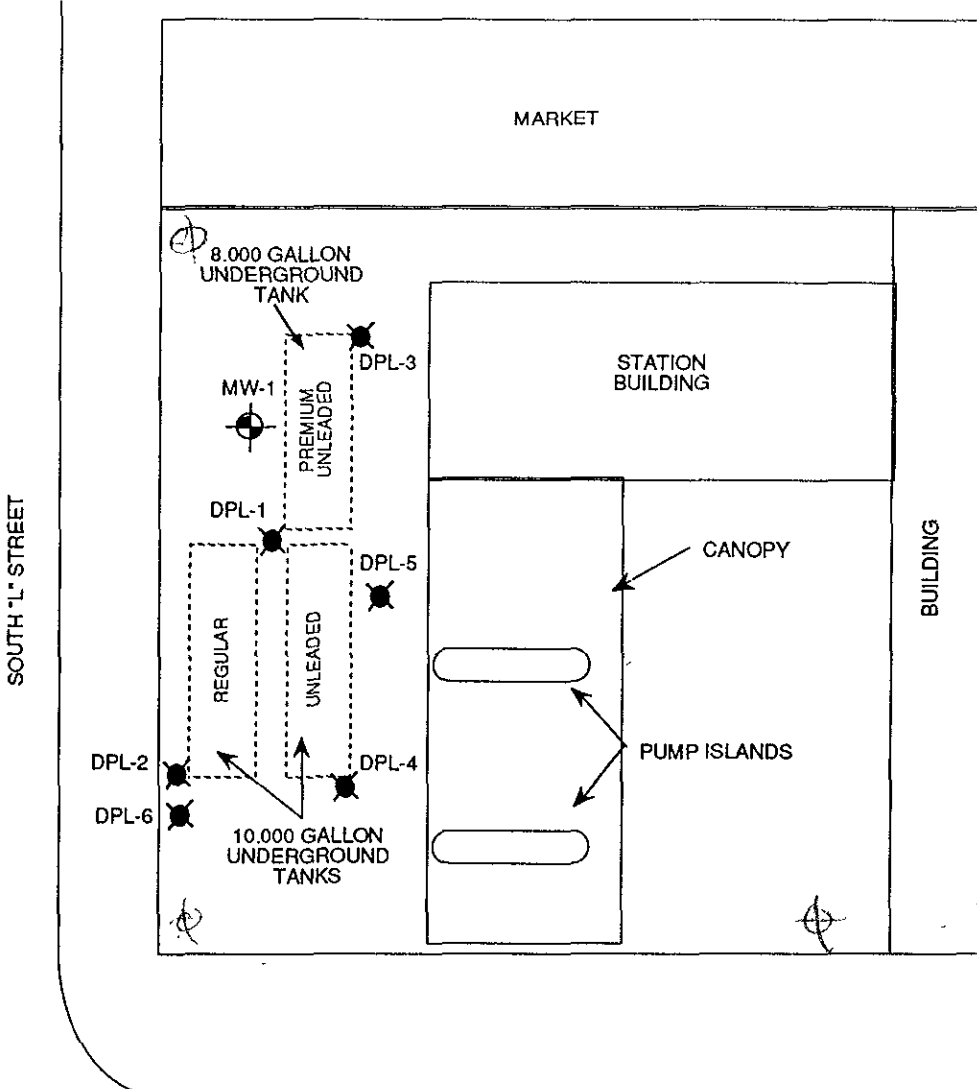 MARKET
8.000 GALLON
UNDERGROUND
TANK
DPL-3
STATION
BUILDING
MW-1
PREMIUM
UNLEADED
DPL-1
DPL-5
CANOPY
SOUTH "L" STREET
BUILDING
REGULAR
UNLEADED
DPL-2
DPL-4
PUMP ISLANDS
DPL-6
10.000 GALLON
UNDERGROUND
TANKS